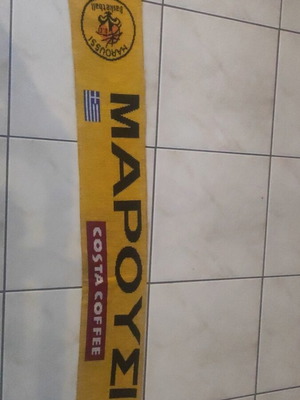 MAROUSSI
Basketball
ΜΑΡΟΥΣΙ
COSTA COFFEE